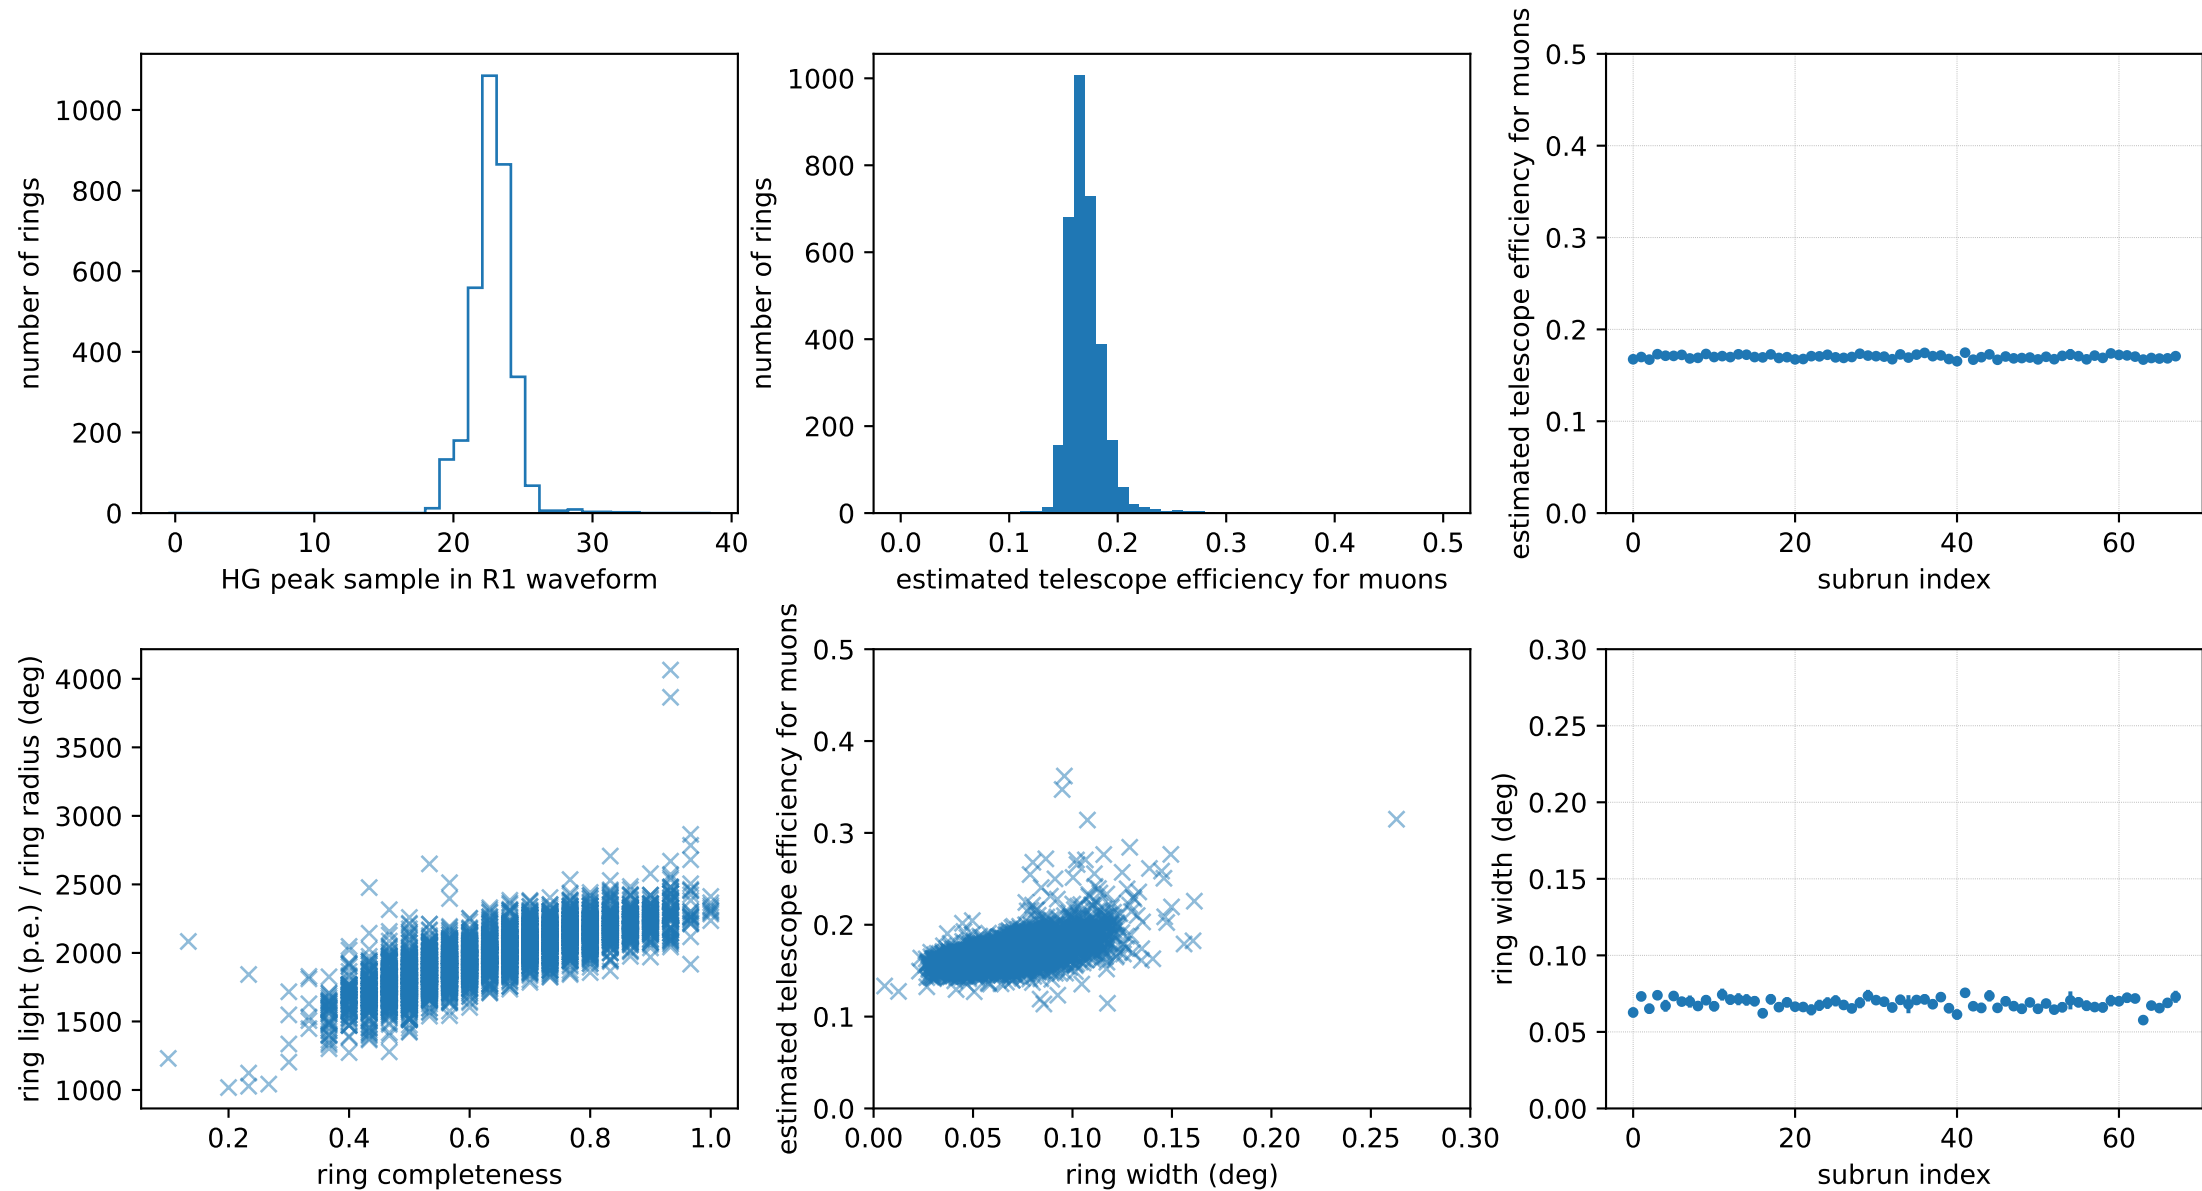 number of rings
1000
800
600
400
200
0
0 10 20 30 40
HG peak sample in R1 waveform
number of rings
1000
800
600
400
200
0
0.0 0.1 0.2 0.3 0.4 0.5
estimated telescope efficiency for muons
estimated telescope efficiency for muons
0.5
0.4
0.3
0.2
0.1
0.0
0 20 40 60
subrun index
ring light (p.e.) / ring radius (deg)
4000
3500
3000
2500
2000
1500
1000
0.2 0.4 0.6 0.8 1.0
ring completeness
estimated telescope efficiency for muons
0.5
0.4
0.3
0.2
0.1
0.0
0.00 0.05 0.10 0.15 0.20 0.25 0.30
ring width (deg)
ring width (deg)
0.30
0.25
0.20
0.15
0.10
0.05
0.00
0 20 40 60
subrun index